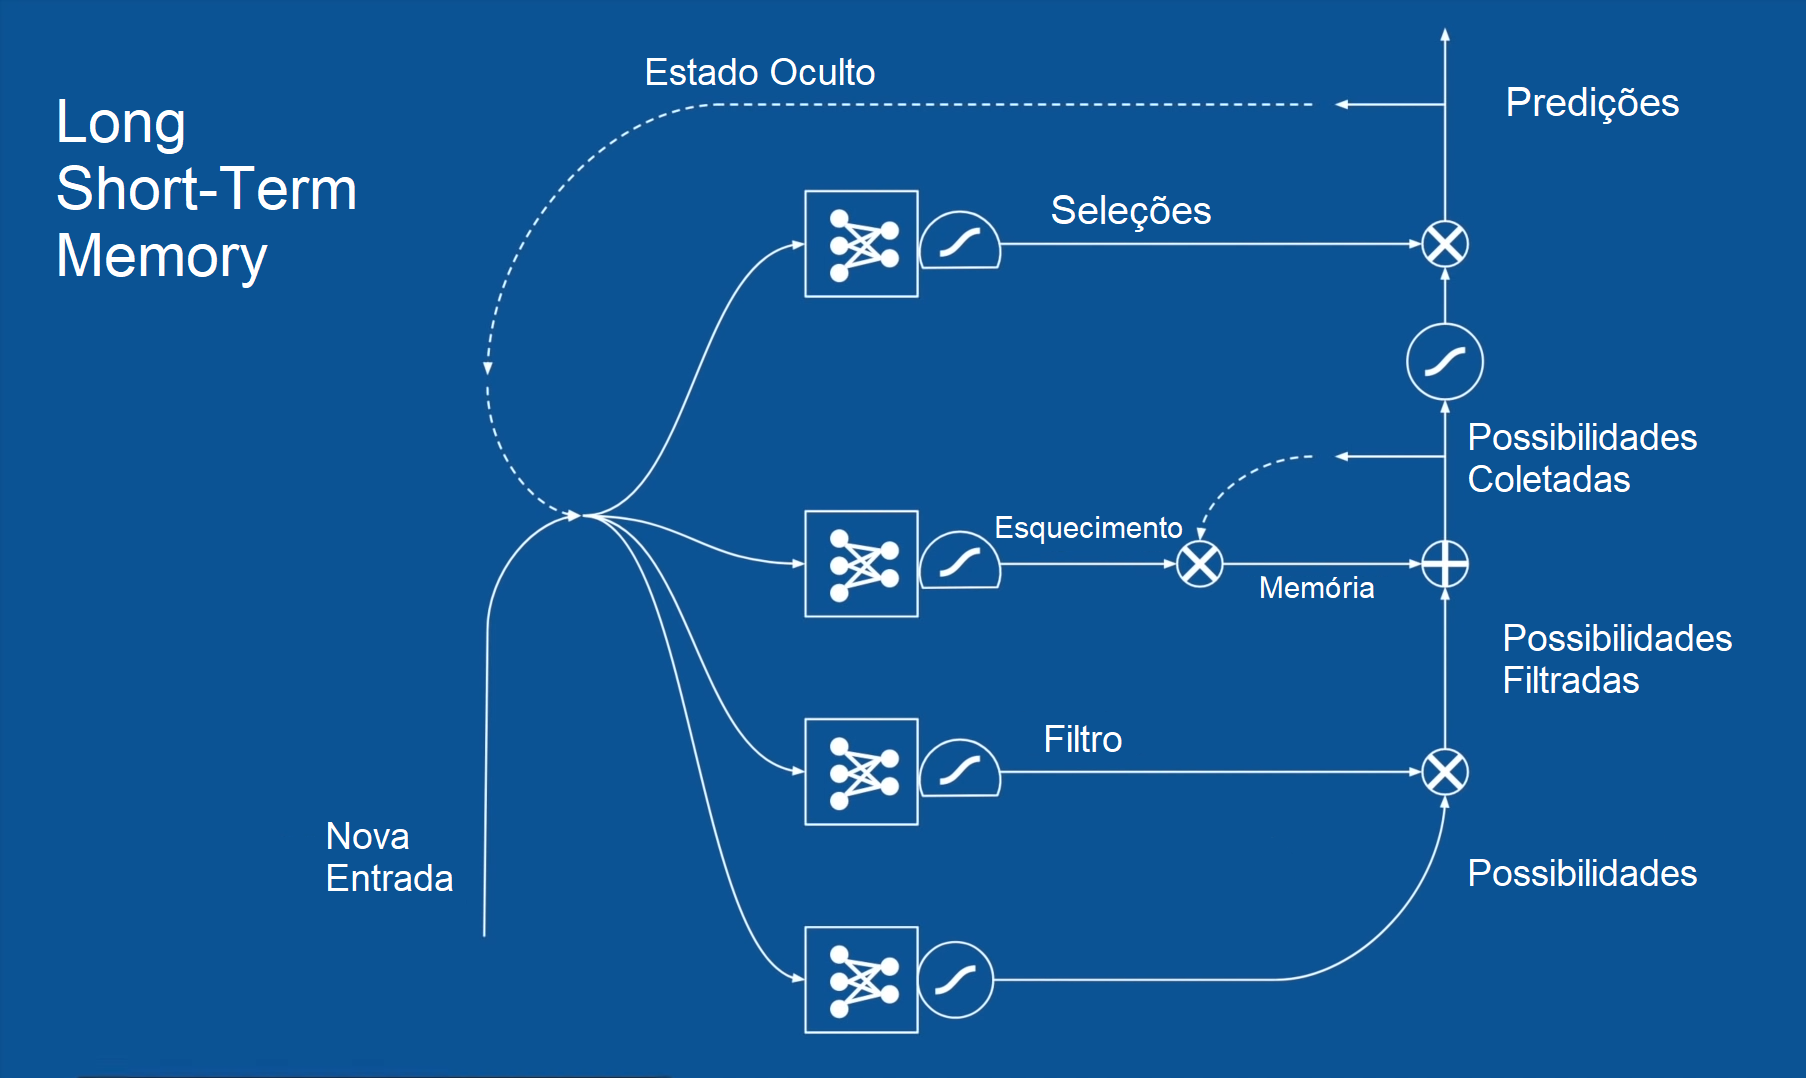 Long
Short-Term
Memory
Estado Oculto
Predições
Seleções
Possibilidades
Coletadas
Esquecimento
Memória
Possibilidades
Filtradas
Filtro
Nova
Entrada
Possibilidades